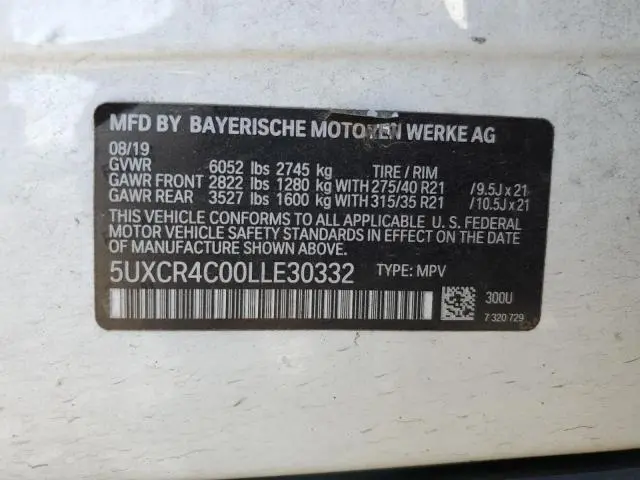 MFD BY BAYERISCHE MOTOREN WERKE AG
08/19
GVWR 6052 lbs 2745 kg TIRE / RIM
GAWR FRONT 2822 lbs 1280 kg WITH 275/40 R21 /9.5J x 21
GAWR REAR 3527 lbs 1600 kg WITH 315/35 R21 /10.5J x 21
THIS VEHICLE CONFORMS TO ALL APPLICABLE U. S. FEDERAL
MOTOR VEHICLE SAFETY STANDARDS IN EFFECT ON THE DATE
OF MANUFACTURE SHOWN ABOVE.
5UXCR4C00LLE30332 TYPE: MPV
300U
7 320 729